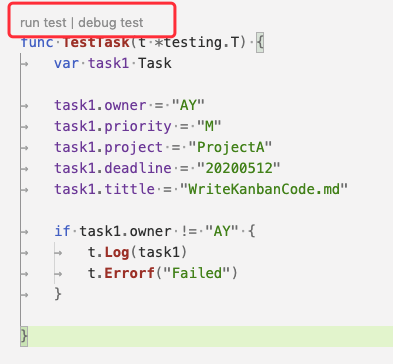 run test | debug test
func TestTask(t *testing.T) {
var task1 Task
task1.owner = "AY"
task1.priority = "M"
task1.project = "ProjectA"
task1.deadline = "20200512"
task1.tittle = "WriteKanbanCode.md"
if task1.owner != "AY" {
t.Log(task1)
t.Errorf("Failed")
}
}